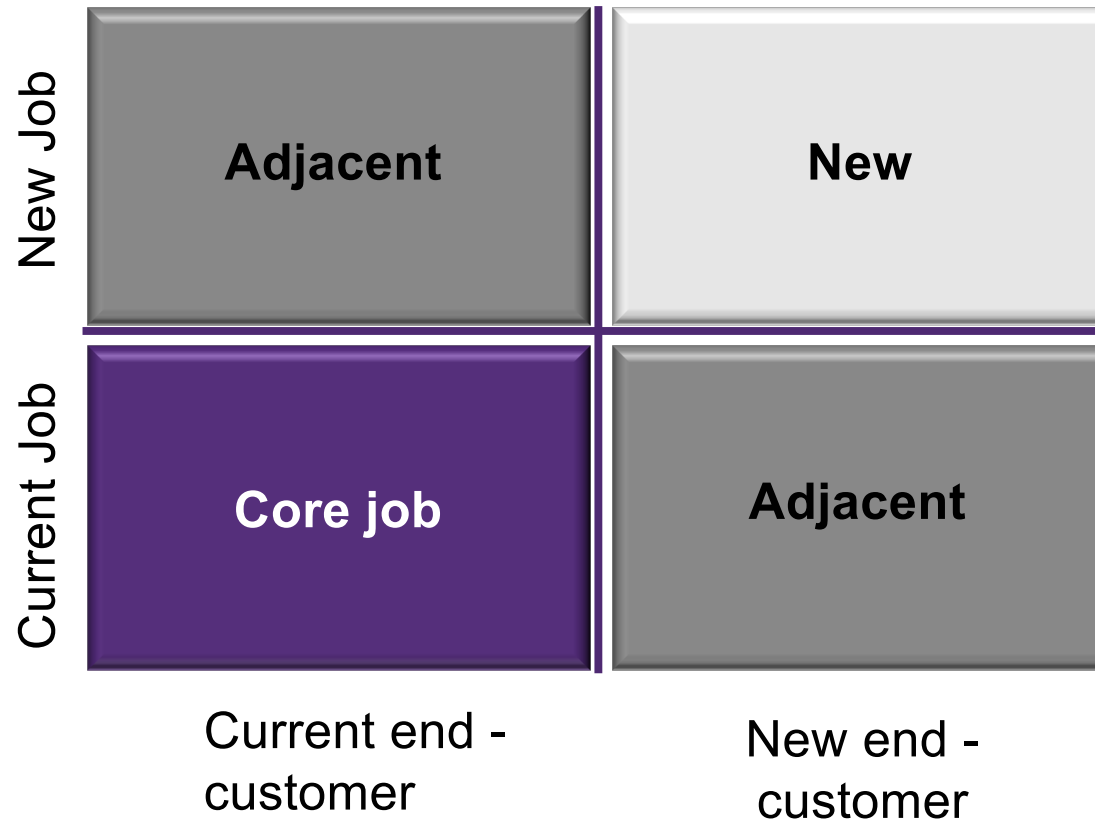 New Job
Adjacent
New
Current Job
Core job
Adjacent
Current end -
customer
New end -
customer